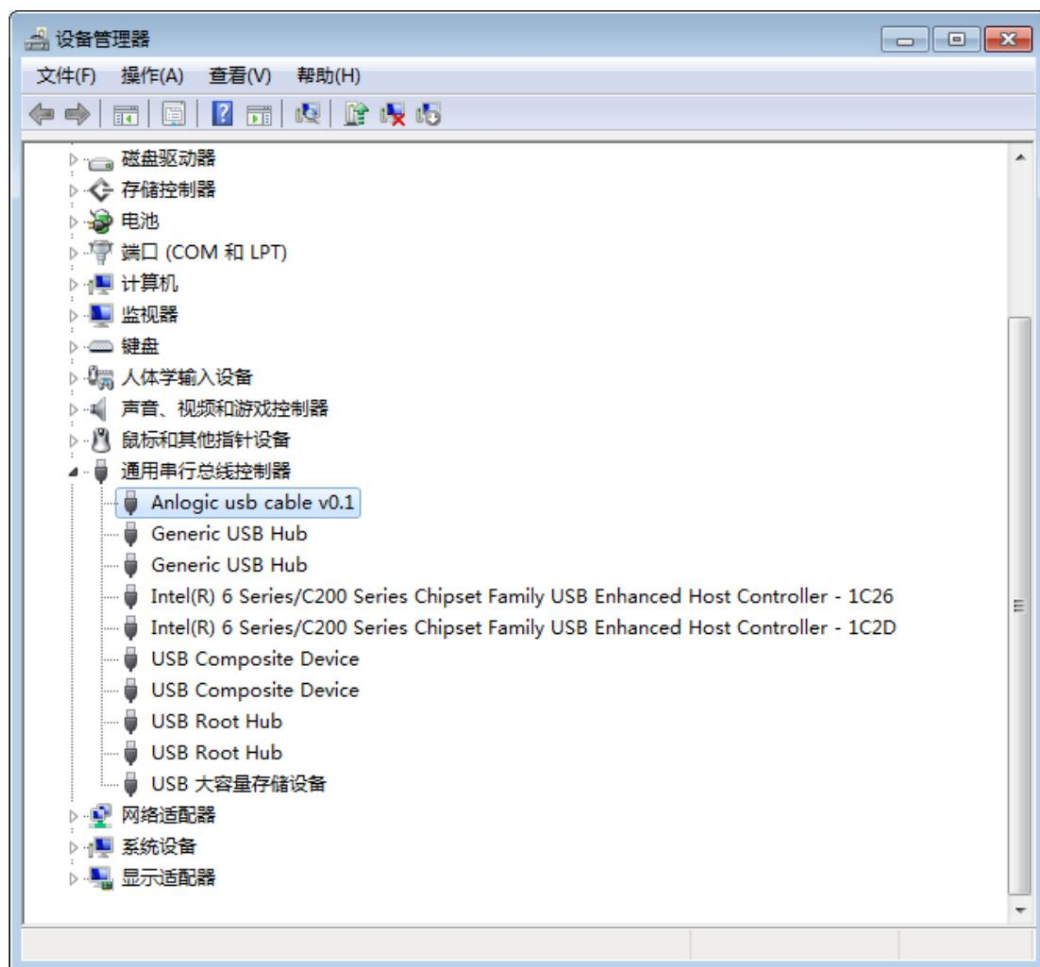 设备管理器
文件(F) 操作(A) 查看(V) 帮助(H)
磁盘驱动器
存储控制器
电池
端口 (COM 和 LPT)
计算机
监视器
键盘
人体学输入设备
声音、视频和游戏控制器
鼠标和其他指针设备
通用串行总线控制器
Anlogic usb cable v0.1
Generic USB Hub
Generic USB Hub
Intel(R) 6 Series/C200 Series Chipset Family USB Enhanced Host Controller - 1C26
Intel(R) 6 Series/C200 Series Chipset Family USB Enhanced Host Controller - 1C2D
USB Composite Device
USB Composite Device
USB Root Hub
USB Root Hub
USB 大容量存储设备
网络适配器
系统设备
显示适配器